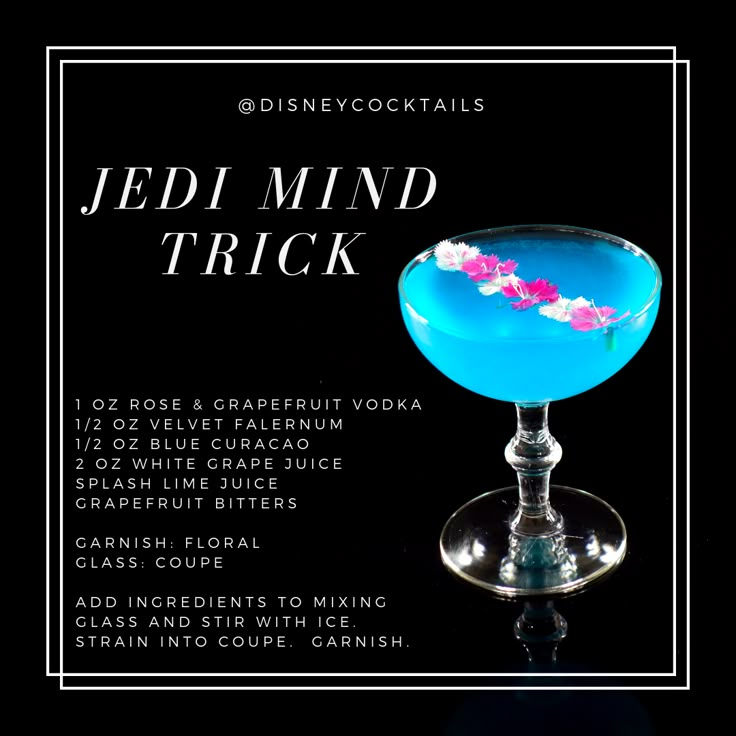 @DISNEYCOCKTAILS
JEDI MIND
TRICK
1 OZ ROSE & GRAPEFRUIT VODKA
1/2 OZ VELVET FALERNUM
1/2 OZ BLUE CURACAO
2 OZ WHITE GRAPE JUICE
SPLASH LIME JUICE
GRAPEFRUIT BITTERS
GARNISH: FLORAL
GLASS: COUPE
ADD INGREDIENTS TO MIXING
GLASS AND STIR WITH ICE.
STRAIN INTO COUPE.  GARNISH.